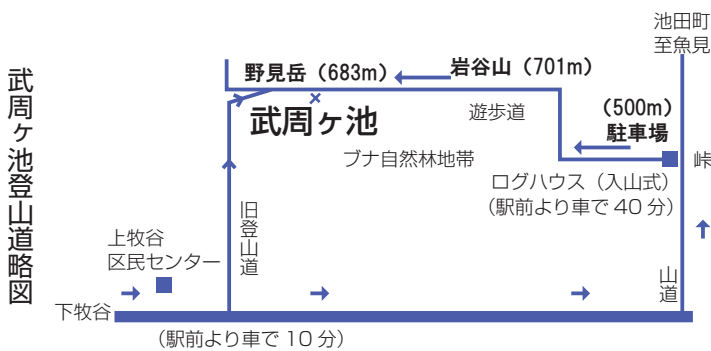 武周ヶ池登山道略図
池田町
至魚見
野見岳（683m）
岩谷山（701m）
武周ヶ池
遊歩道
（500m）
駐車場
ブナ自然林地帯
峠
ログハウス（入山式）
（駅前より車で40分）
旧登山道
上牧谷
区民センター
山道
下牧谷
（駅前より車で10分）